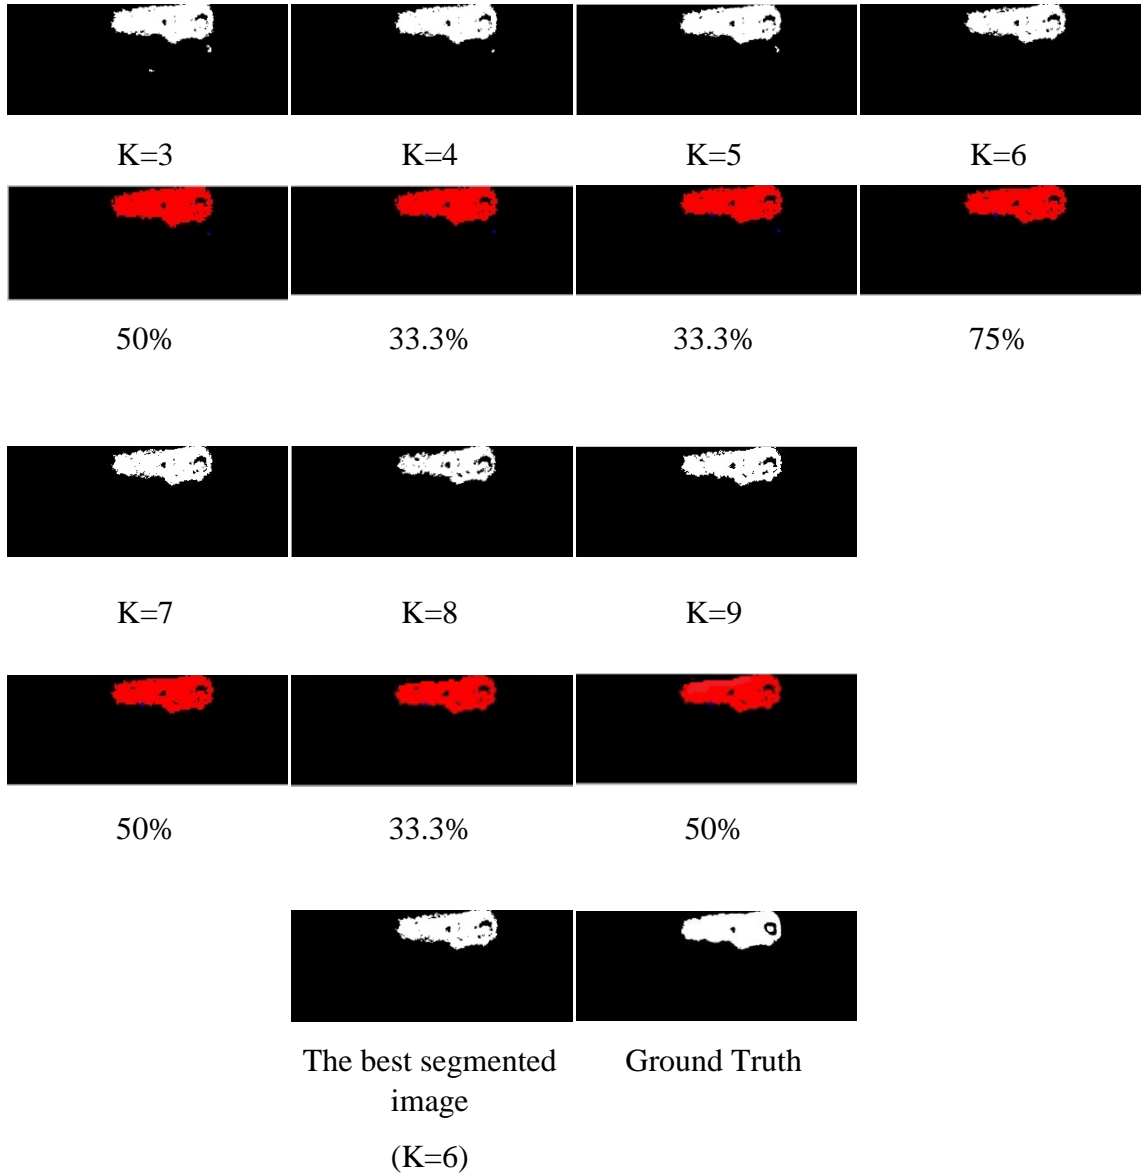 K=3 K=4 K=5 K=6
50% 33.3% 33.3% 75%
K=7 K=8 K=9
50% 33.3% 50%
The best segmented
image
(K=6)
Ground Truth